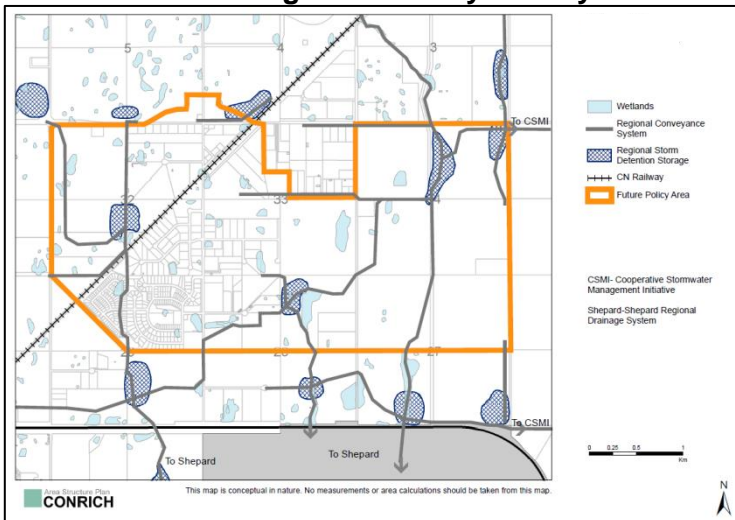 5
4
3
To CSMI
32
33
34
28
27
To CSMI
To Shepard
To Shepard
Wetlands
Regional Conveyance
System
Regional Storm
Detention Storage
CN Railway
Future Policy Area
CSMI- Cooperative Stormwater
Management Initiative
Shepard-Shepard Regional
Drainage System
0 0.25 0.5 1
Km
N
Area Structure Plan
CONRICH
This map is conceptual in nature. No measurements or area calculations should be taken from this map.